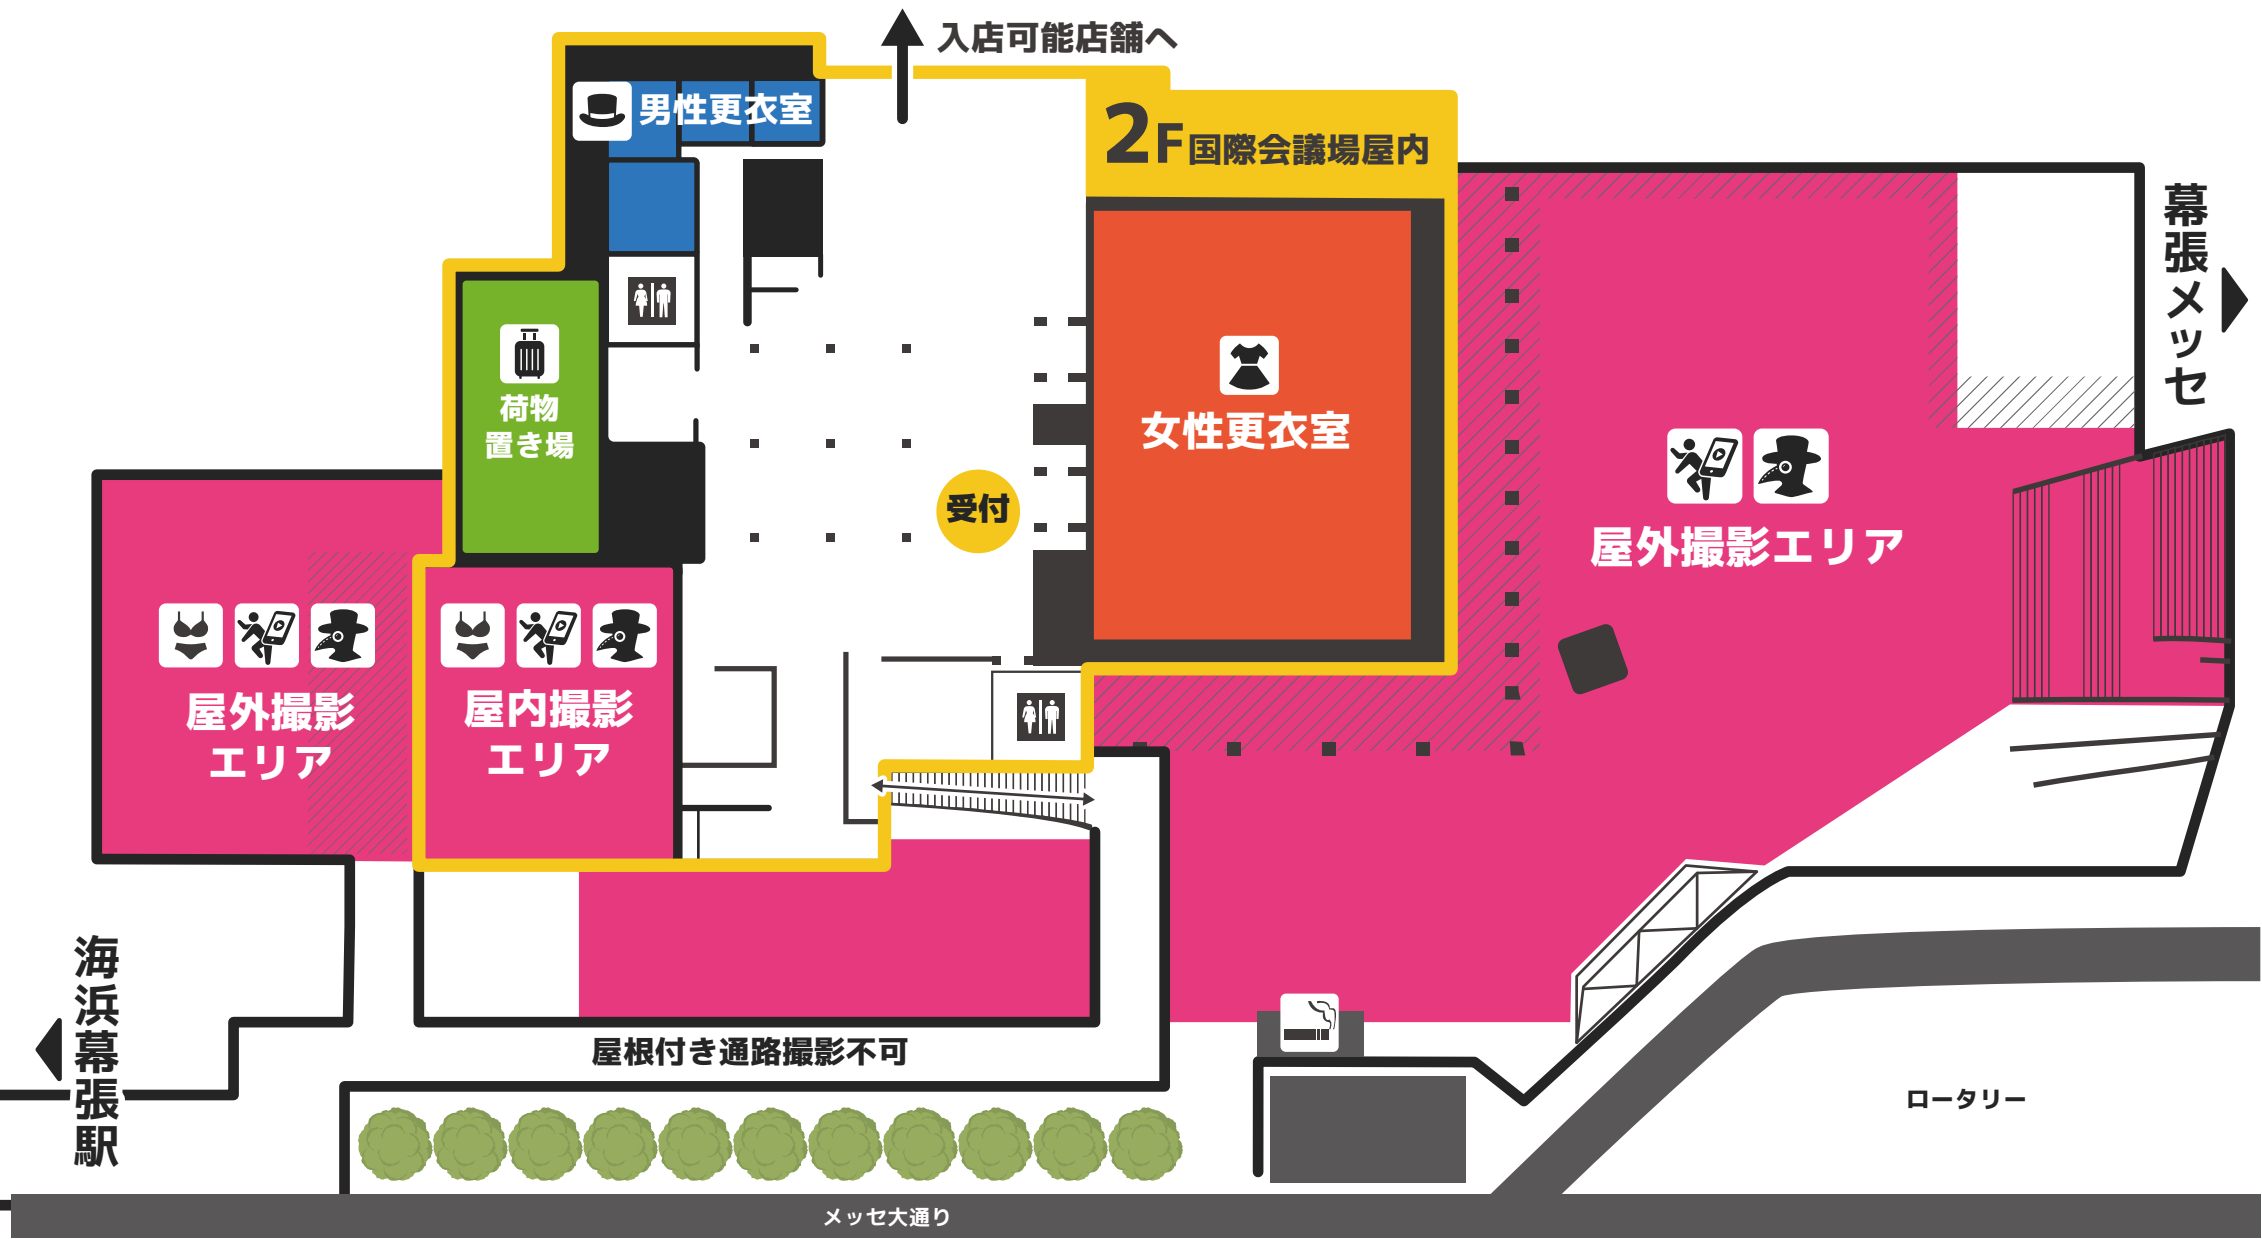 入店可能店舗へ
男性更衣室
2F国際会議場屋内
幕張メッセ
荷物
置き場
女性更衣室
受付
屋外撮影エリア
屋外撮影
エリア
屋内撮影
エリア
海浜幕張駅
屋根付き通路撮影不可
ロータリー
メッセ大通り